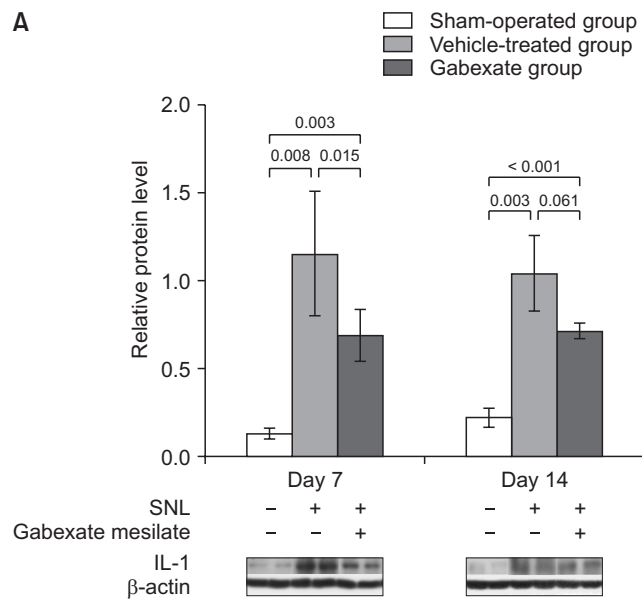 A
Sham-operated group
Vehicle-treated group
Gabexate group
2.0
1.5
1.0
0.5
0.0
Relative protein level
0.003
0.008 0.015
< 0.001
0.003 0.061
Day 7 Day 14
SNL − + + − + +
Gabexate mesilate − − + − − +
IL-1
β-actin